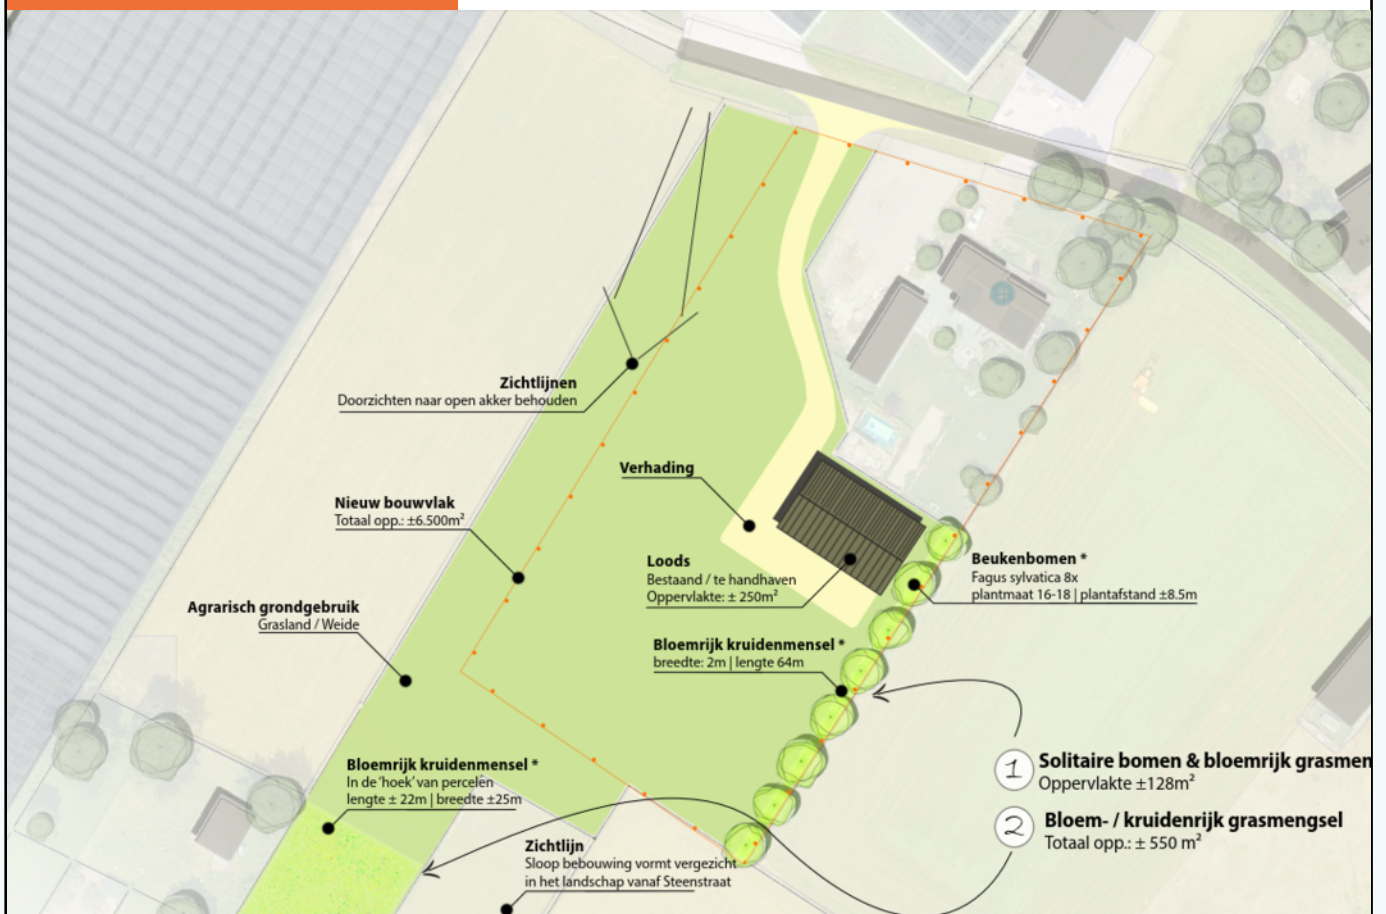 Zichtlijnen
Doorzichten naar open akker behouden
Verhading
Nieuw bouwvlak
Totaal opp.: ±6.500m²
Loods
Bestaand / te handhaven
Oppervlakte: ± 250m²
Beukenbomen *
Fagus sylvatica 8x
plantmaat 16-18 | plantafstand ±8.5m
Agrarisch grondgebruik
Grasland / Weide
Bloemrijk kruidenmensel *
breedte: 2m | lengte 64m
Bloemrijk kruidenmensel *
In de 'hoek' van percelen
lengte ± 22m | breedte ±25m
1 Solitaire bomen & bloemrijk grasmen
Oppervlakte ±128m²
2 Bloem- / kruidenrijk grasmengsel
Totaal opp.: ± 550 m²
Zichtlijn
Sloop bebouwing vormt vergezicht
in het landschap vanaf Steenstraat